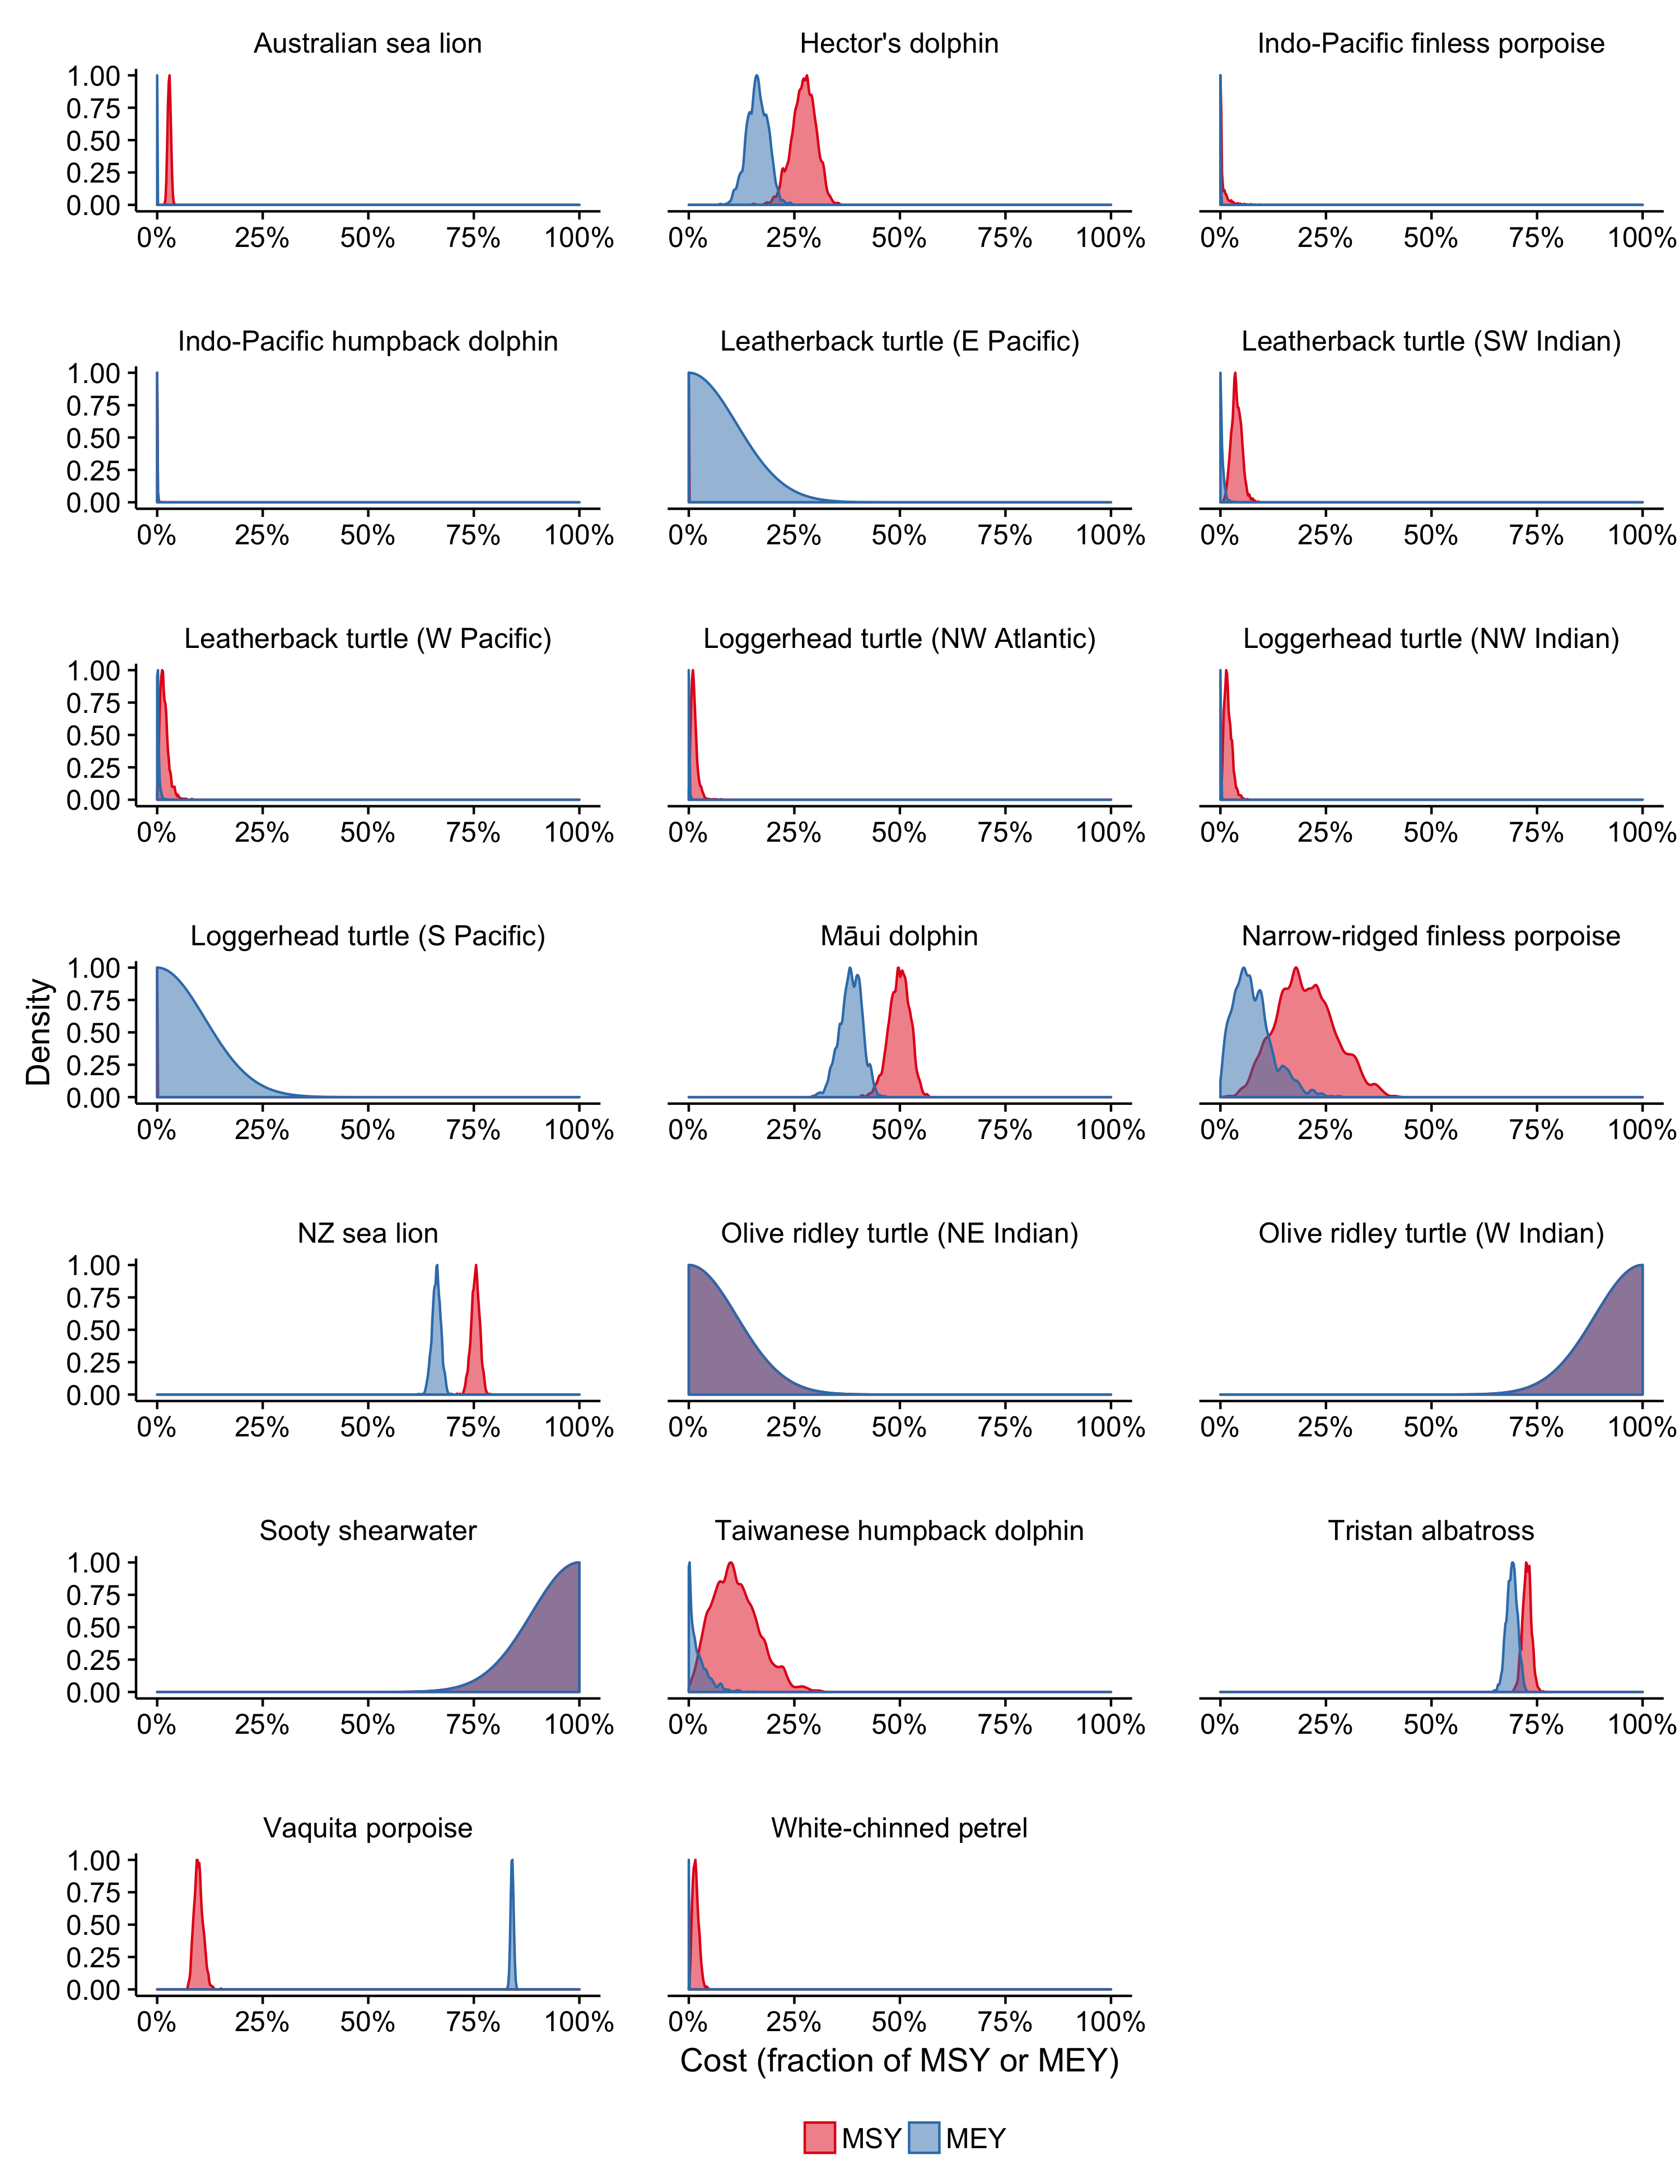 Australian sea lion
Hector's dolphin
Indo-Pacific finless porpoise
1.00
0.75
0.50
0.25
0.00
0% 25% 50% 75% 100%
0% 25% 50% 75% 100%
0% 25% 50% 75% 100%
Indo-Pacific humpback dolphin
Leatherback turtle (E Pacific)
Leatherback turtle (SW Indian)
1.00
0.75
0.50
0.25
0.00
0% 25% 50% 75% 100%
0% 25% 50% 75% 100%
0% 25% 50% 75% 100%
Leatherback turtle (W Pacific)
Loggerhead turtle (NW Atlantic)
Loggerhead turtle (NW Indian)
1.00
0.75
0.50
0.25
0.00
0% 25% 50% 75% 100%
0% 25% 50% 75% 100%
0% 25% 50% 75% 100%
Density
Loggerhead turtle (S Pacific)
Māui dolphin
Narrow-ridged finless porpoise
1.00
0.75
0.50
0.25
0.00
0% 25% 50% 75% 100%
0% 25% 50% 75% 100%
0% 25% 50% 75% 100%
NZ sea lion
Olive ridley turtle (NE Indian)
Olive ridley turtle (W Indian)
1.00
0.75
0.50
0.25
0.00
0% 25% 50% 75% 100%
0% 25% 50% 75% 100%
0% 25% 50% 75% 100%
Sooty shearwater
Taiwanese humpback dolphin
Tristan albatross
1.00
0.75
0.50
0.25
0.00
0% 25% 50% 75% 100%
0% 25% 50% 75% 100%
0% 25% 50% 75% 100%
Vaquita porpoise
White-chinned petrel
1.00
0.75
0.50
0.25
0.00
0% 25% 50% 75% 100%
0% 25% 50% 75% 100%
Cost (fraction of MSY or MEY)
MSY MEY